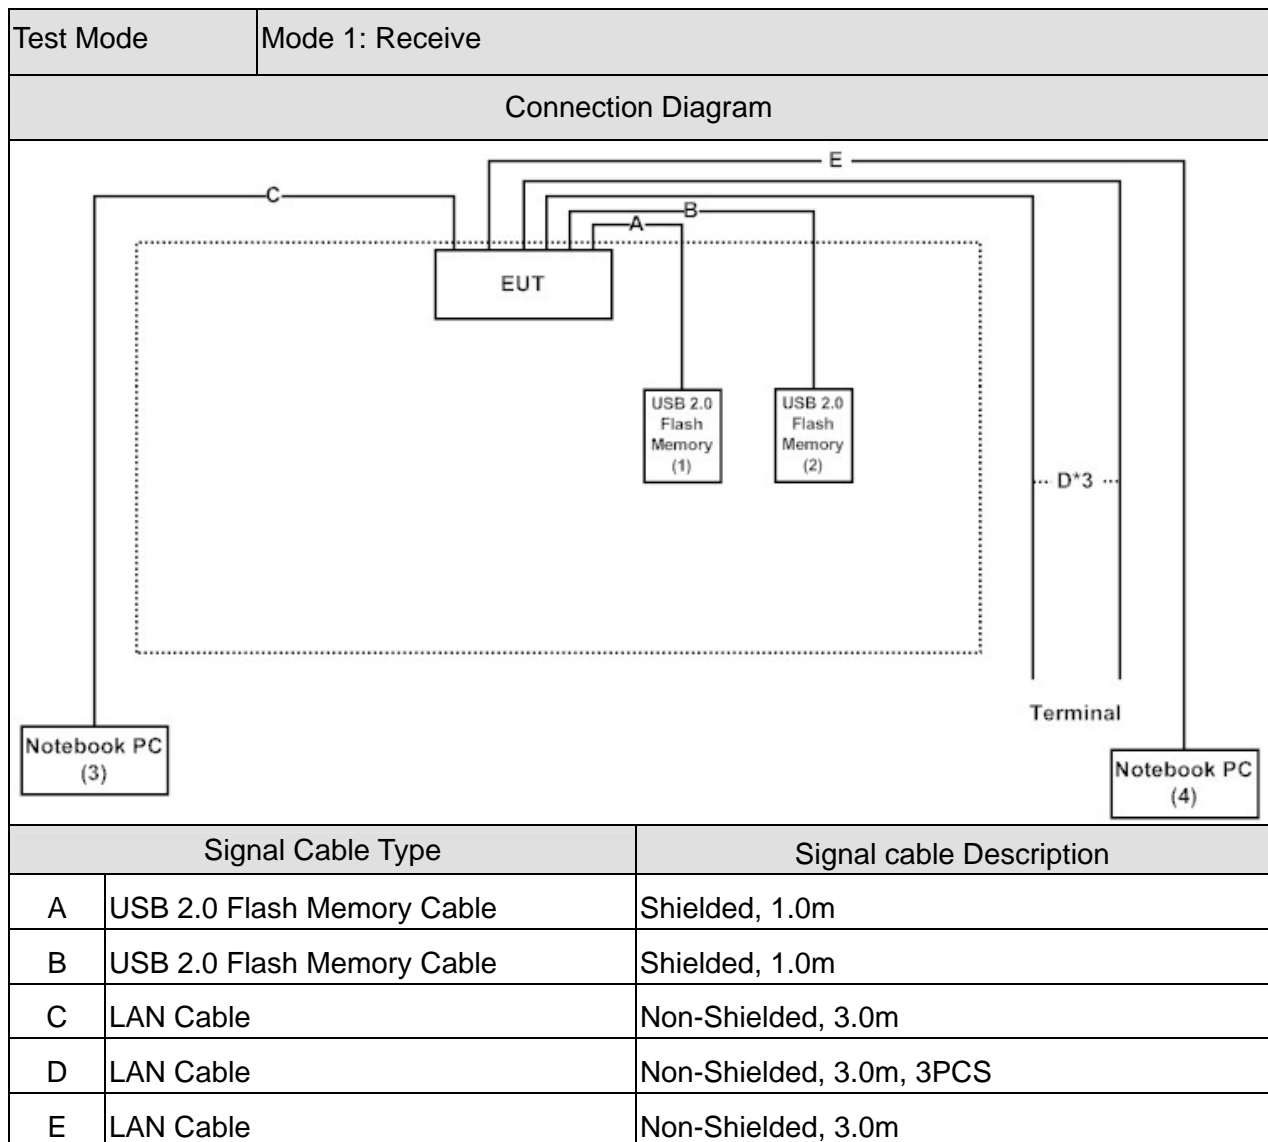 Test Mode Mode 1: Receive
Connection Diagram
E
C
B
A
EUT
USB 2.0
Flash
Memory
(1)
USB 2.0
Flash
Memory
(2)
... D*3 ...
Terminal
Notebook PC
(3)
Notebook PC
(4)
Signal Cable Type Signal cable Description
A USB 2.0 Flash Memory Cable Shielded, 1.0m
B USB 2.0 Flash Memory Cable Shielded, 1.0m
C LAN Cable Non-Shielded, 3.0m
D LAN Cable Non-Shielded, 3.0m, 3PCS
E LAN Cable Non-Shielded, 3.0m